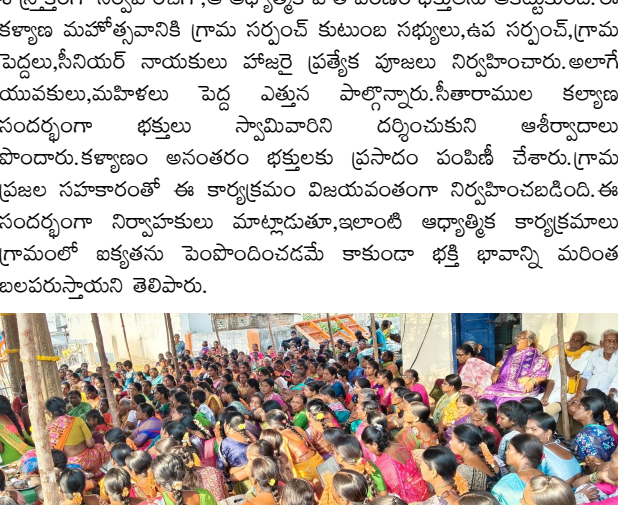 కళ్యాణ మహోత్సవానికి గ్రామ సర్పంచ్ కుటుంబ సభ్యులు,ఉప సర్పంచ్,గ్రామ
పెద్దలు,సీనియర్ నాయకులు హాజరై ప్రత్యేక పూజలు నిర్వహించారు.అలాగే
యువకులు,మహిళలు పెద్ద ఎత్తున పాల్గొన్నారు.సీతారాముల కల్యాణ
సందర్భంగా భక్తులు స్వామివారిని దర్శించుకుని ఆశీర్వాదాలు
పొందారు.కళ్యాణం అనంతరం భక్తులకు ప్రసాదం పంపిణీ చేశారు.గ్రామ
ప్రజల సహకారంతో ఈ కార్యక్రమం విజయవంతంగా నిర్వహించబడింది.ఈ
సందర్భంగా నిర్వాహకులు మాట్లాడుతూ,ఇలాంటి ఆధ్యాత్మిక కార్యక్రమాలు
గ్రామంలో ఐక్యతను పెంపొందించడమే కాకుండా భక్తి భావాన్ని మరింత
బలపరుస్తాయని తెలిపారు.